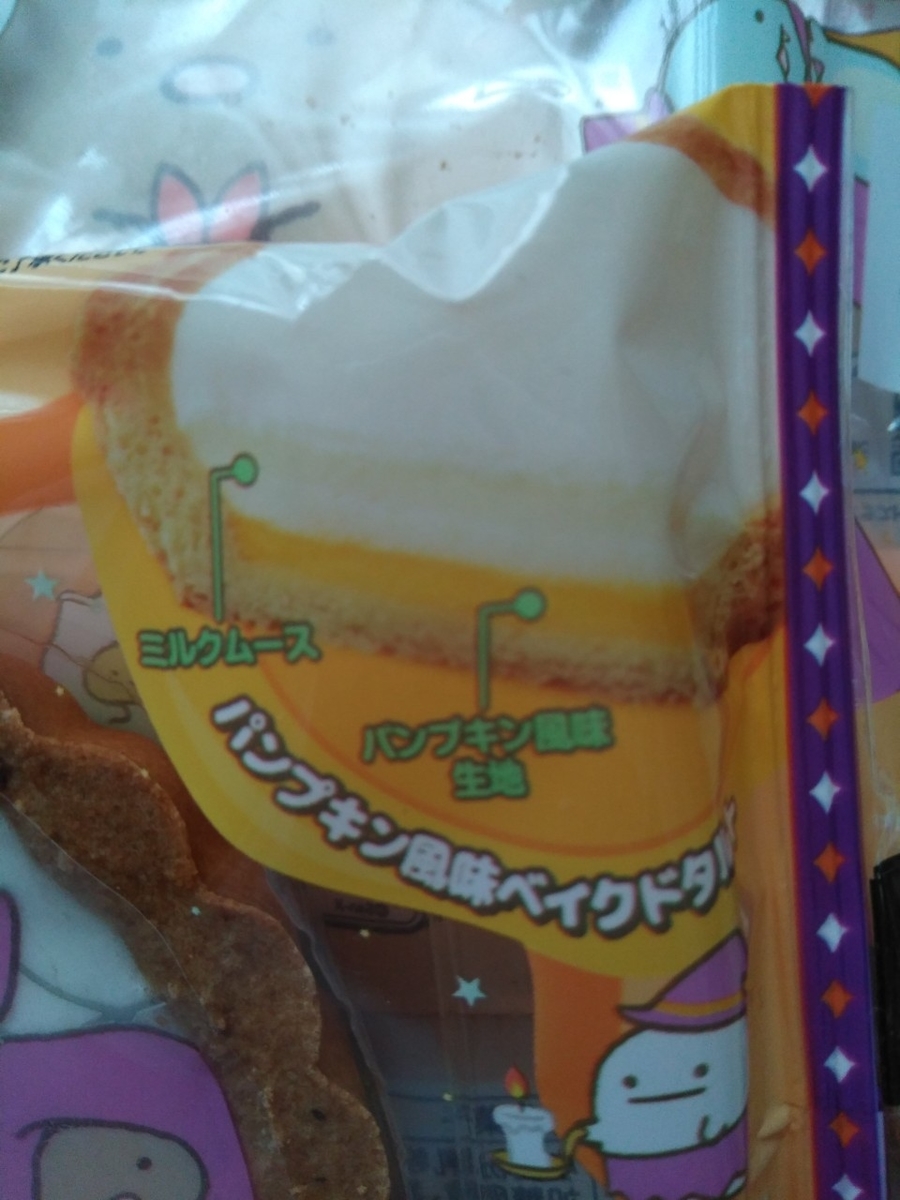 ミルクムース
パンプキン風味
生地
パンプキン風味ベイクドタルト